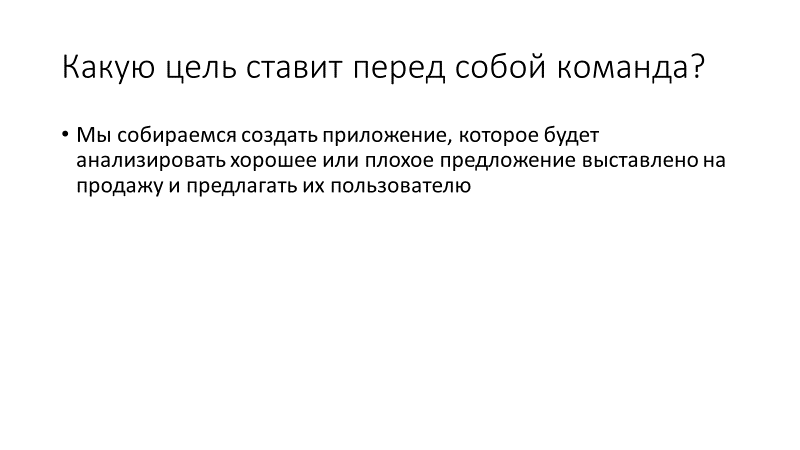 Какую цель ставит перед собой команда?
• Мы собираемся создать приложение, которое будет
анализировать хорошее или плохое предложение выставлено на
продажу и предлагать их пользователю